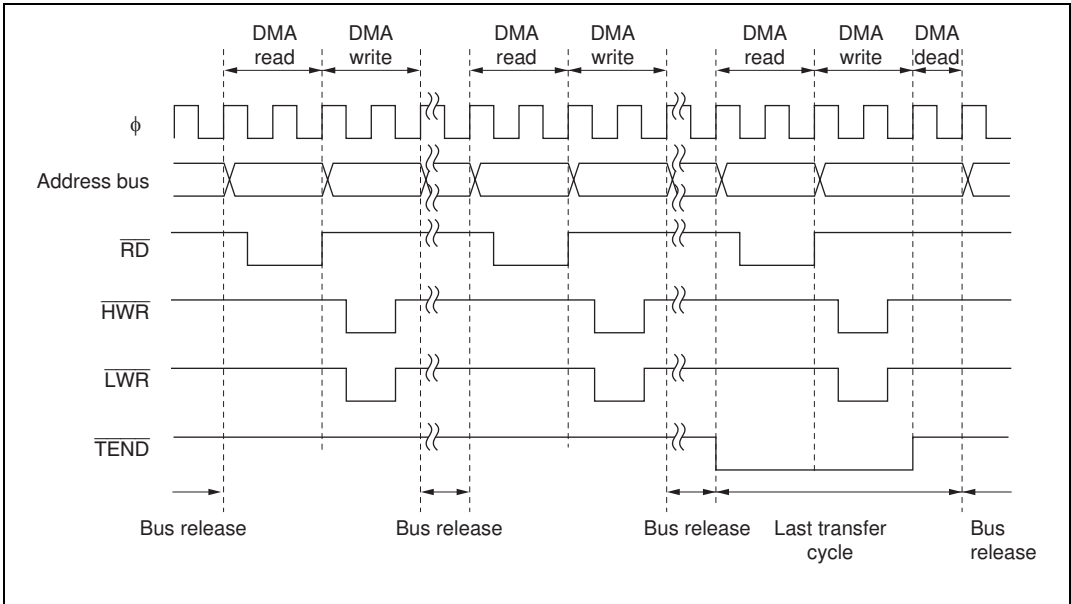 DMA read
DMA write
DMA read
DMA write
DMA read
DMA write
DMA dead
ϕ
Address bus
RD
HWR
LWR
TEND
Bus release
Bus release
Bus release
Last transfer cycle
Bus release